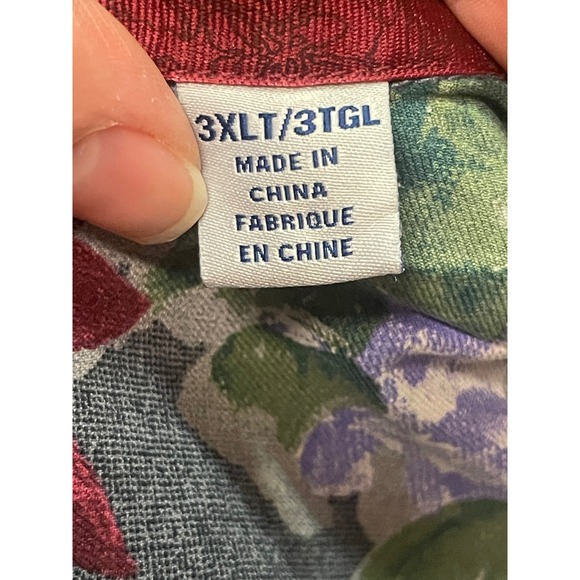 3XLT/3TGL
MADE IN
CHINA
FABRIQUE
EN CHINE